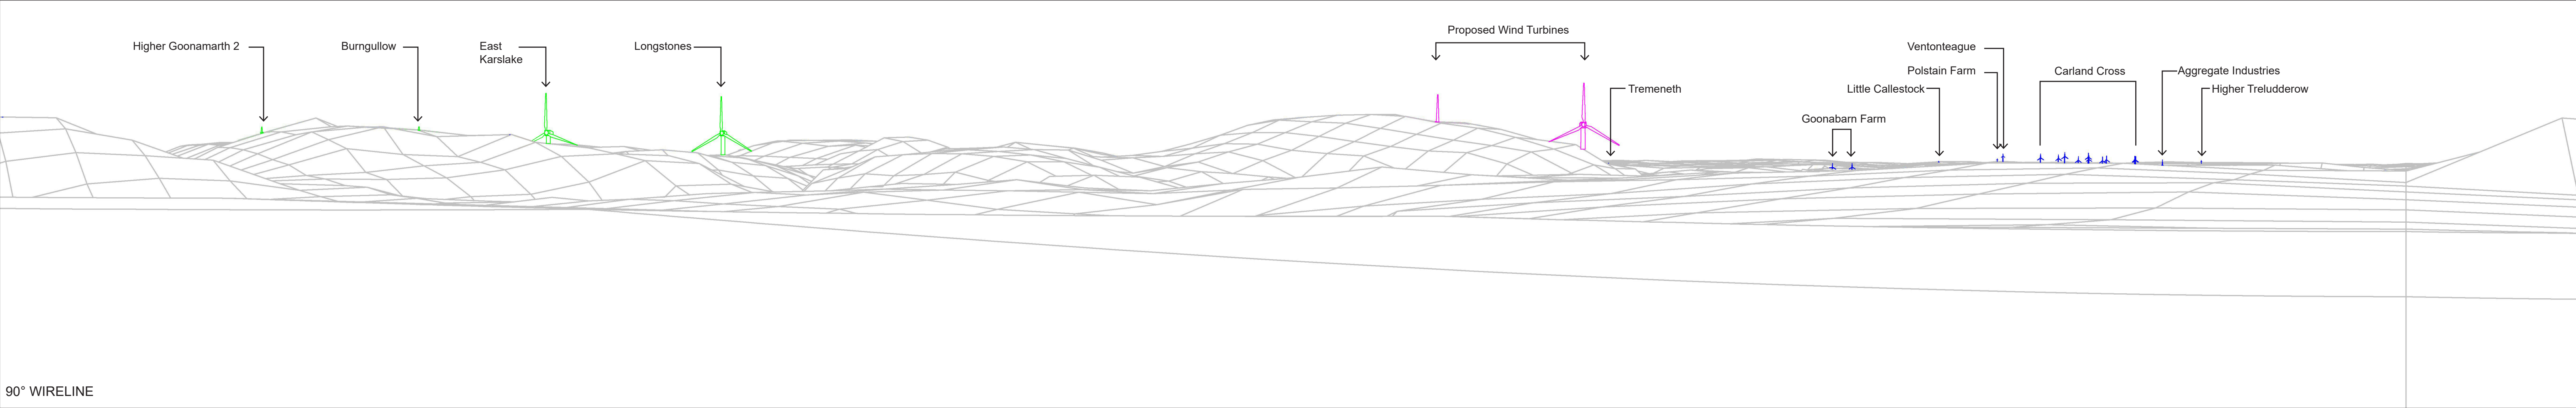 Higher Goonamarth 2
Burngullow
East
Karslake
Longstones
Proposed Wind Turbines
Tremeneth
Goonabarn Farm
Little Callestock
Polstain Farm
Ventonteague
Carland Cross
Aggregate Industries
Higher Treludderow
90° WIRELINE